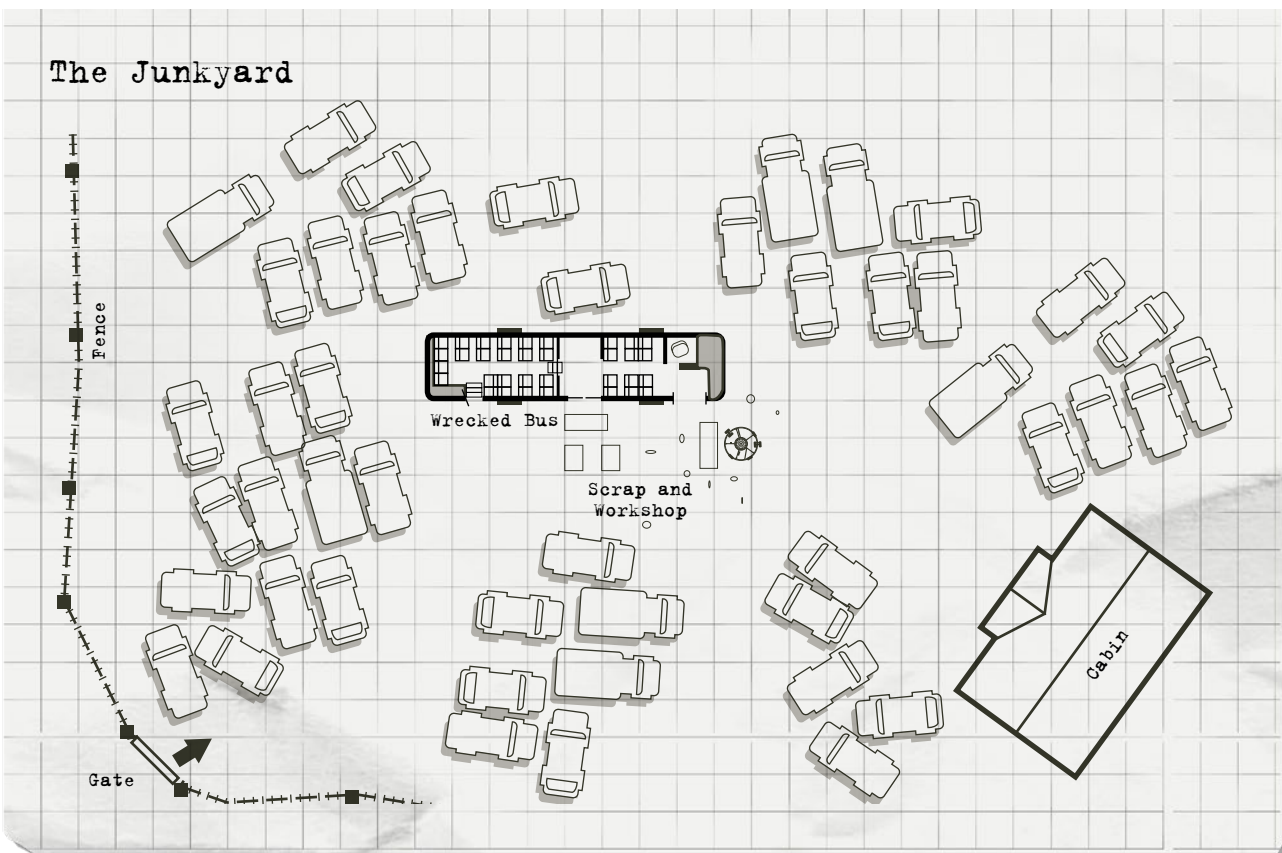 The Junkyard
Fence
Wrecked Bus
Scrap and
Workshop
Cabin
Gate